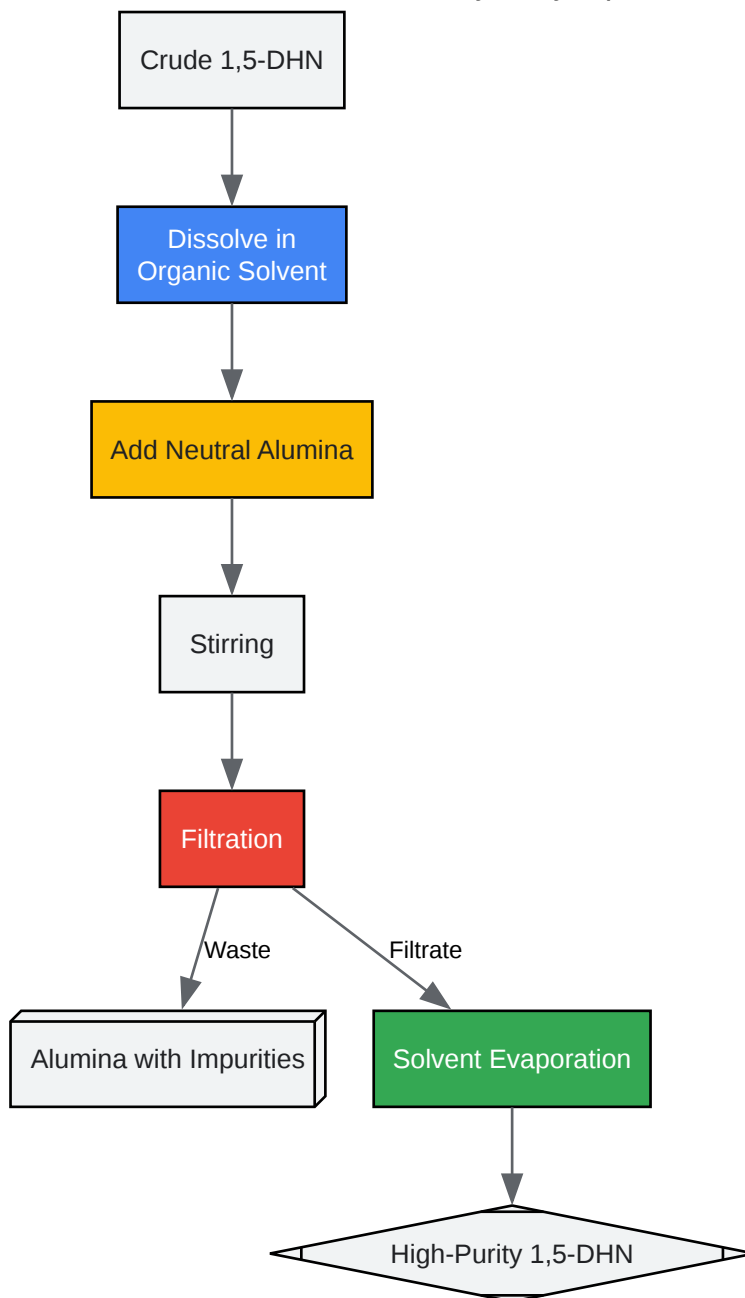 Crude 1,5-DHN
Dissolve in
Organic Solvent
Add Neutral Alumina
Stirring
Filtration
Waste
Filtrate
Alumina with Impurities
Solvent Evaporation
High-Purity 1,5-DHN